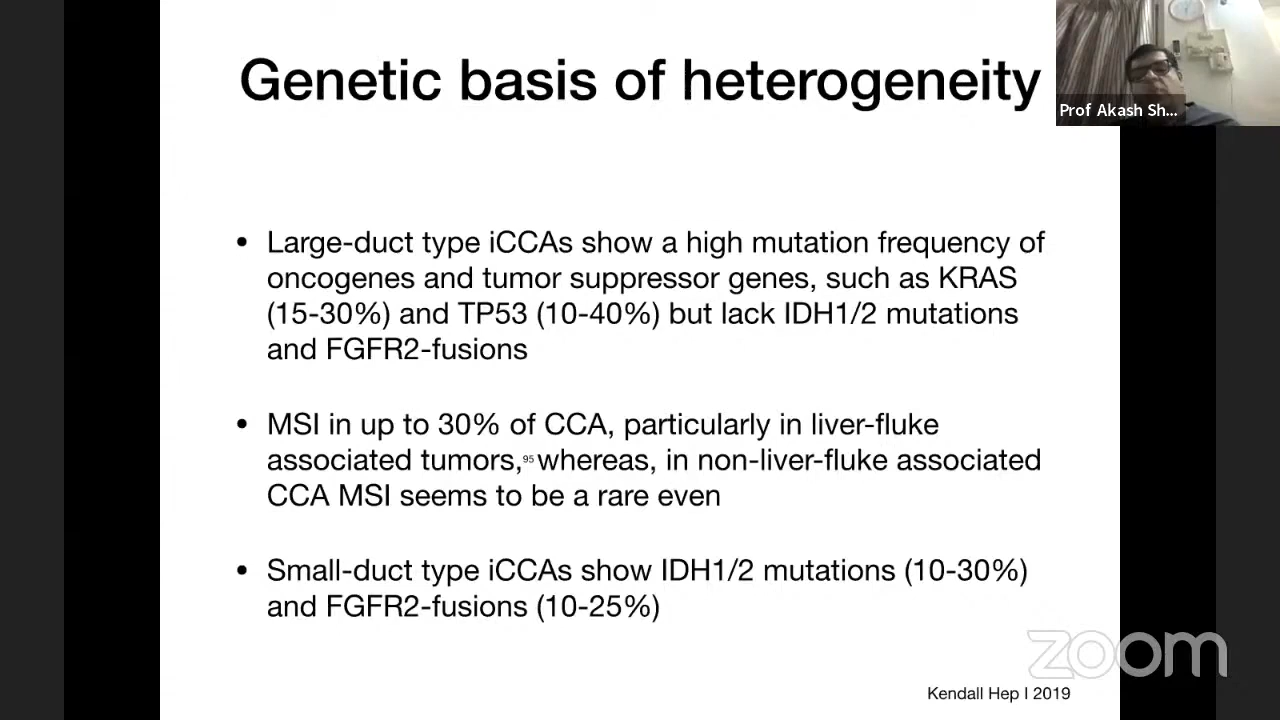 Genetic basis of heterogeneity
Prof Akash Sh...
• Large-duct type iCCAs show a high mutation frequency of
oncogenes and tumor suppressor genes, such as KRAS
(15-30%) and TP53 (10-40%) but lack IDH1/2 mutations
and FGFR2-fusions
• MSI in up to 30% of CCA, particularly in liver-fluke
associated tumors,95 whereas, in non-liver-fluke associated
CCA MSI seems to be a rare even
• Small-duct type iCCAs show IDH1/2 mutations (10-30%)
and FGFR2-fusions (10-25%)
zoom
Kendall Hep I 2019